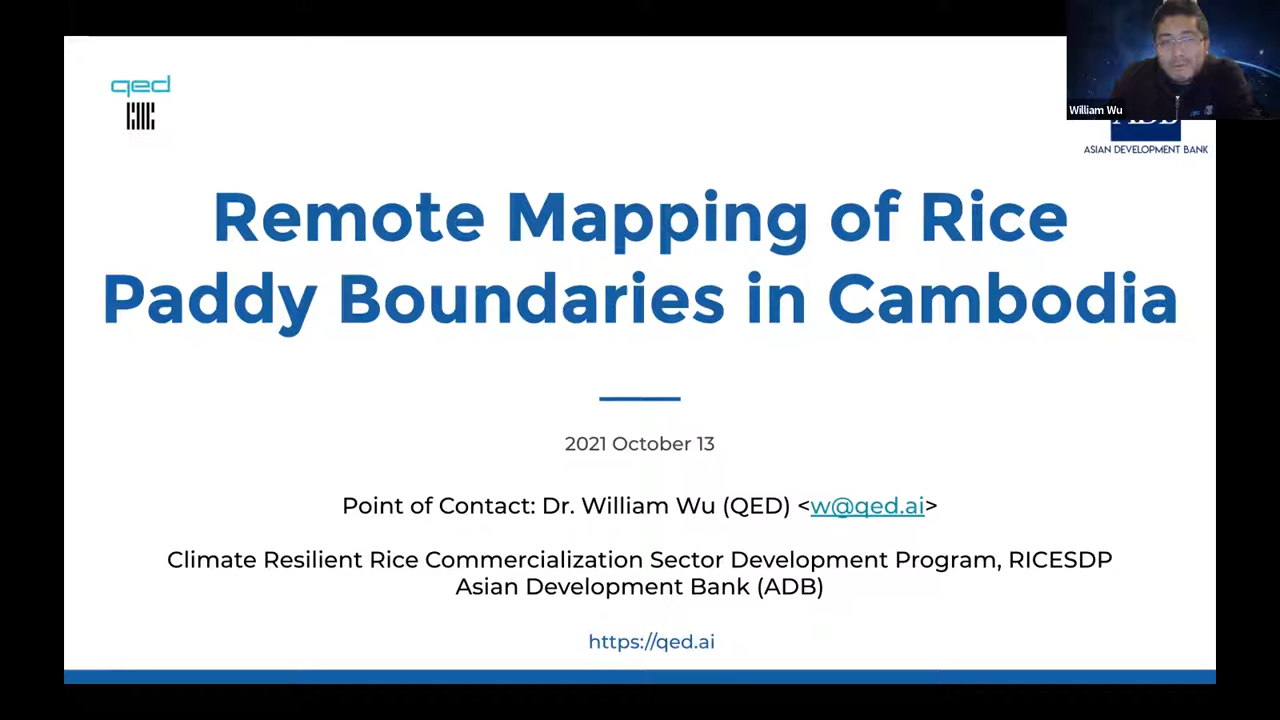 qed
William Wu
ADB
ASIAN DEVELOPMENT BANK
Remote Mapping of Rice
Paddy Boundaries in Cambodia
2021 October 13
Point of Contact: Dr. William Wu (QED) <w@qed.ai>
Climate Resilient Rice Commercialization Sector Development Program, RICESDP
Asian Development Bank (ADB)
https://qed.ai